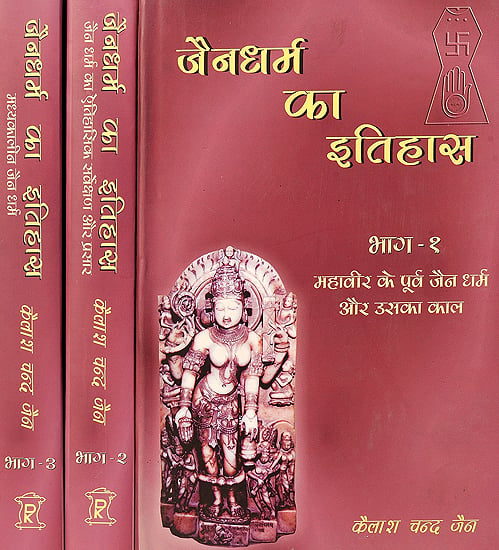 जैनधर्म
का
इतिहास
भाग-१
महावीर के पूर्व जैन धर्म
और उसका काल
कैलाश चन्द जैन
जैनधर्म का इतिहास
जैन धर्म का ऐतिहासिक सर्वेक्षण और प्रसार
कैलाश चन्द जैन
भाग-२
जैनधर्म का इतिहास
मध्यकालीन जैन धर्म
कैलाश चन्द जैन
भाग-3